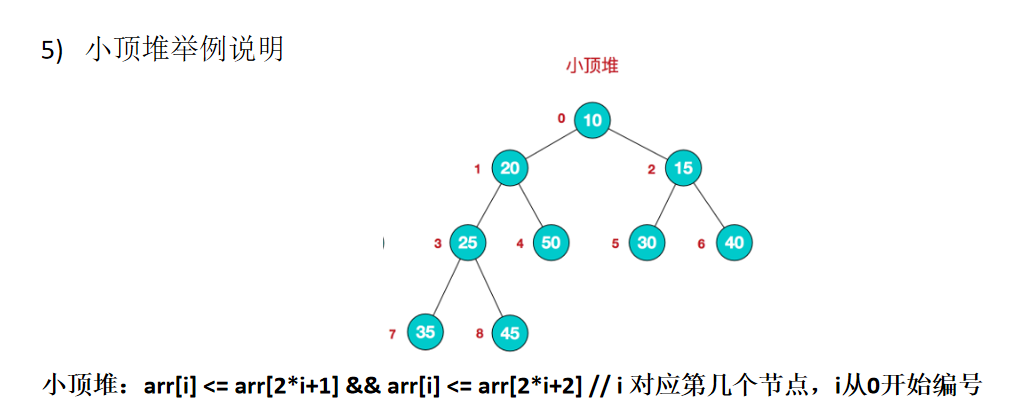 5) 小顶堆举例说明
小顶堆
0 10
1 20 2 15
3 25 4 50 5 30 6 40
7 35 8 45
小顶堆：arr[i] <= arr[2*i+1] && arr[i] <= arr[2*i+2] // i 对应第几个节点，i从0开始编号